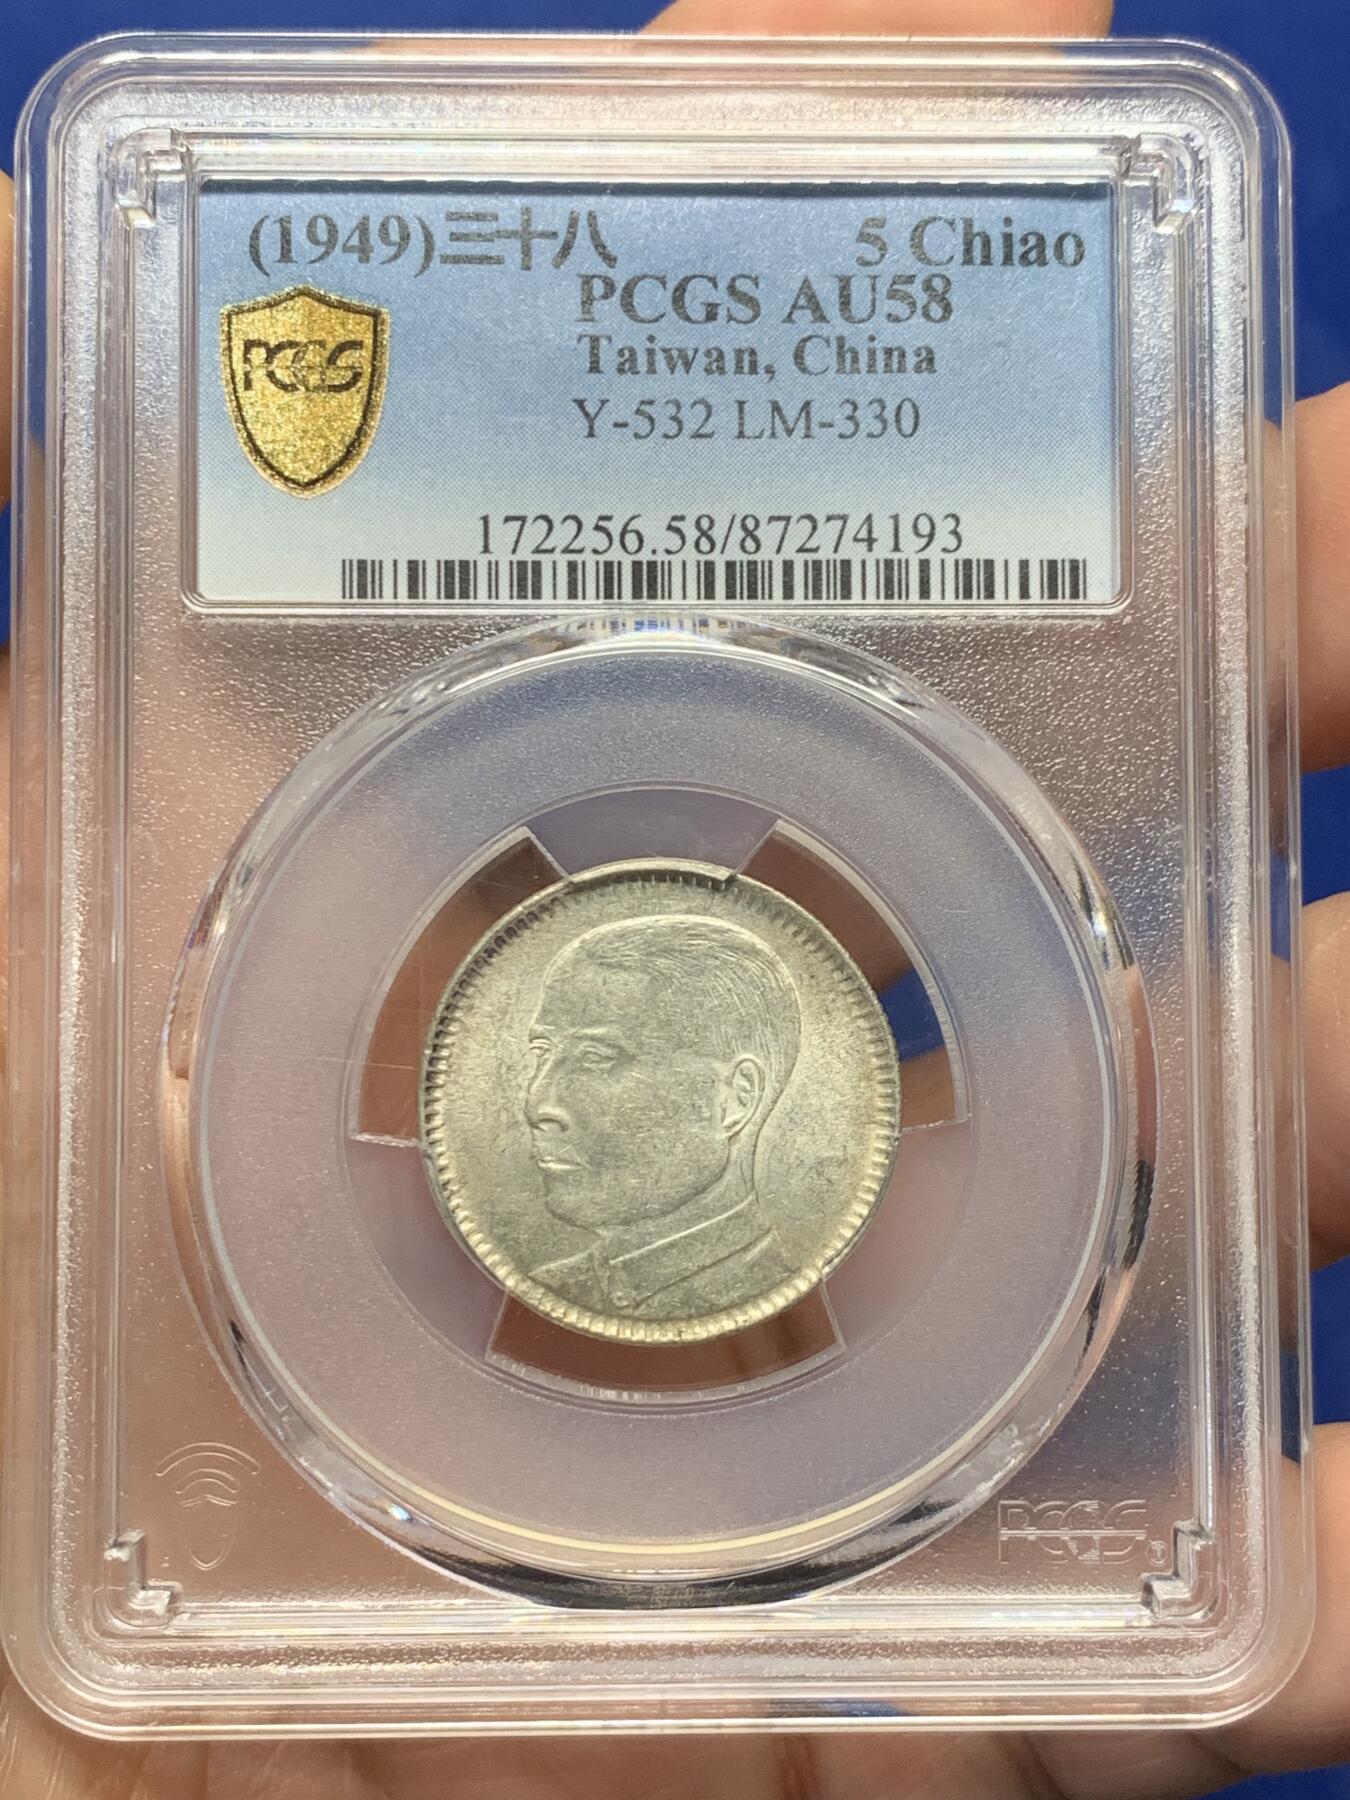 (1949)三十八 5 Chiao
PCGS AU58
PCGS
Taiwan, China
Y-532 LM-330
172256.58/87274193
PCGS